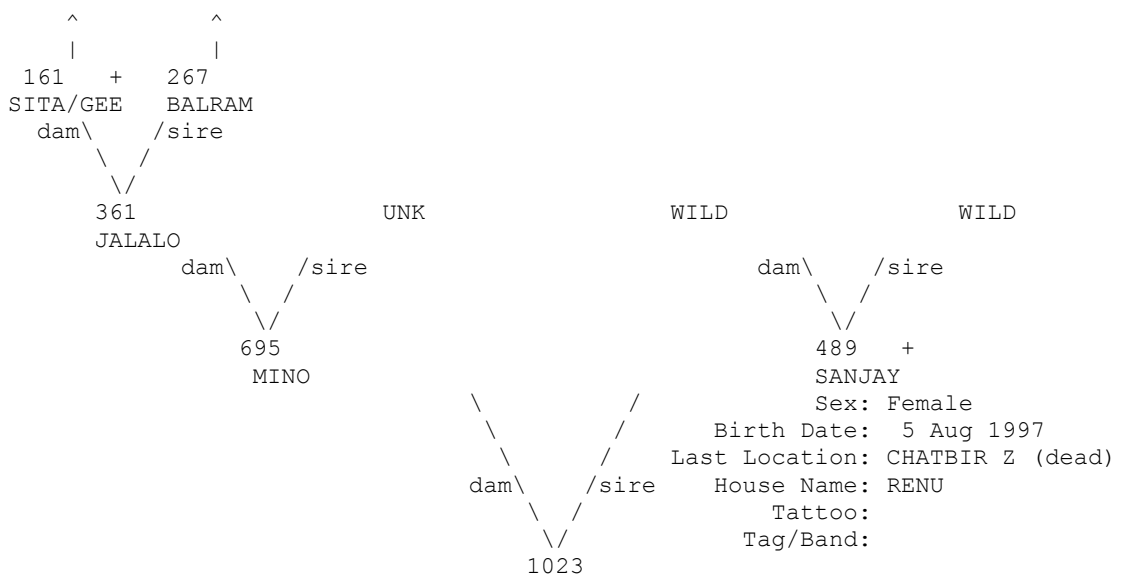 ^ ^
| |
161 + 267
SITA/GEE BALRAM
dam\ /sire
\ /
\/
361 UNK WILD WILD
JALALO
dam\ /sire dam\ /sire
\ / \ /
\/ \/
695 489 +
MINO SANJAY
\ / Sex: Female
\ / Birth Date: 5 Aug 1997
\ / Last Location: CHATBIR Z (dead)
dam\ /sire House Name: RENU
\ / Tattoo:
\/ Tag/Band:
1023